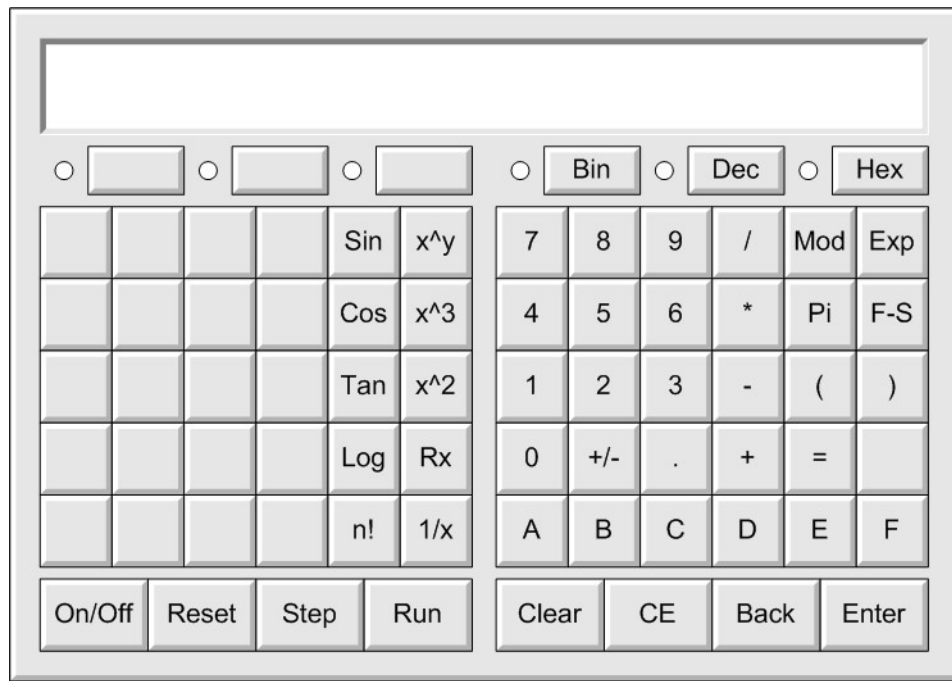 Bin Dec Hex
Sin x^y 7 8 9 / Mod Exp
Cos x^3 4 5 6 * Pi F-S
Tan x^2 1 2 3 - ( )
Log Rx 0 +/- . + =
n! 1/x A B C D E F
On/Off Reset Step Run Clear CE Back Enter